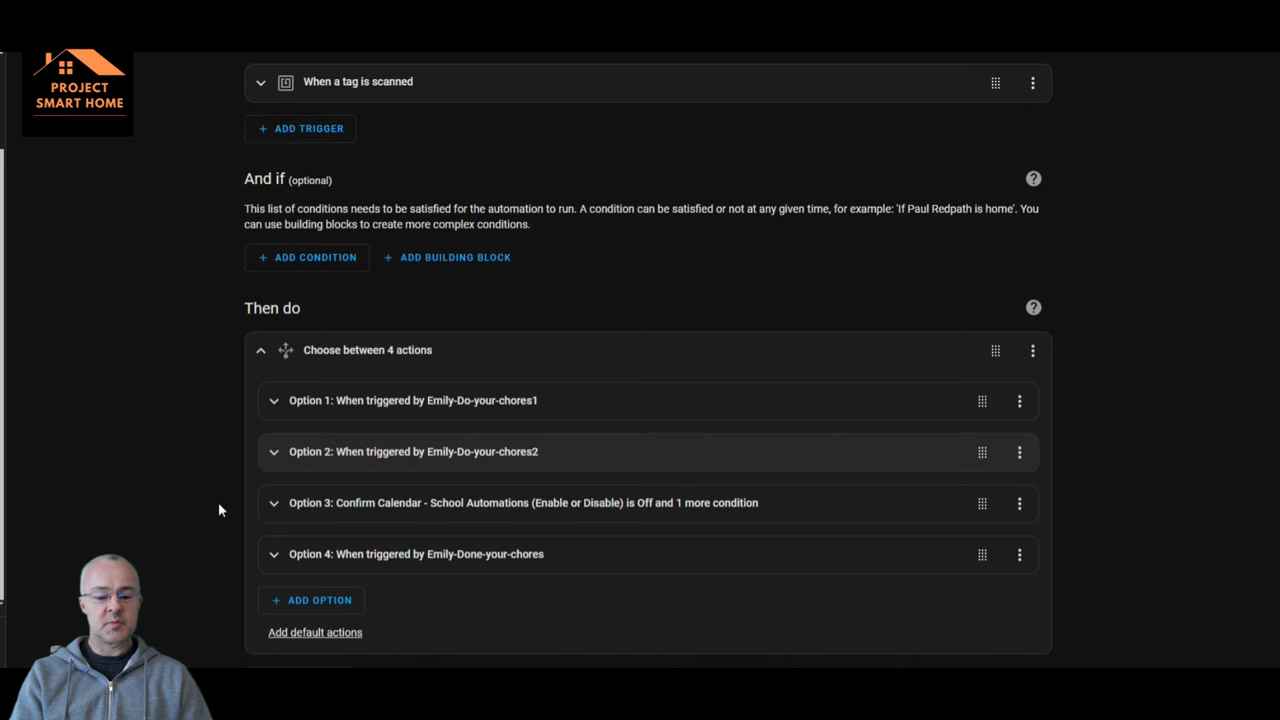 PROJECT
SMART HOME
When a tag is scanned
+ ADD TRIGGER
And if (optional)
This list of conditions needs to be satisfied for the automation to run. A condition can be satisfied or not at any given time, for example: 'If Paul Redpath is home'. You
can use building blocks to create more complex conditions.
+ ADD CONDITION + ADD BUILDING BLOCK
Then do
Choose between 4 actions
Option 1: When triggered by Emily-Do-your-chores1
Option 2: When triggered by Emily-Do-your-chores2
Option 3: Confirm Calendar - School Automations (Enable or Disable) is Off and 1 more condition
Option 4: When triggered by Emily-Done-your-chores
+ ADD OPTION
Add default actions